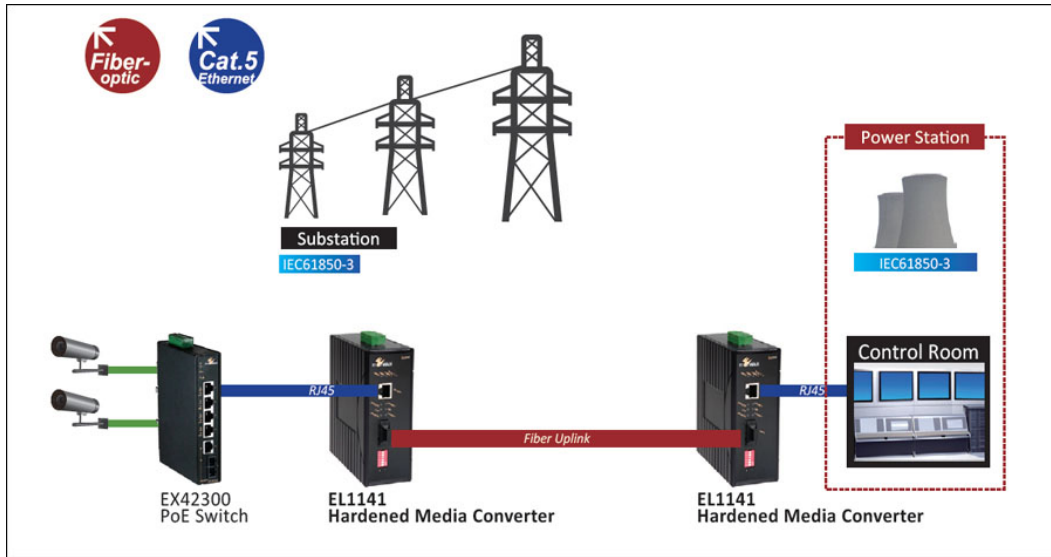 Fiber-
optic
Cat.5
Ethernet
Power Station
Substation
IEC61850-3
IEC61850-3
Control Room
RJ45
RJ45
Fiber Uplink
EX42300
PoE Switch
EL1141
Hardened Media Converter
EL1141
Hardened Media Converter